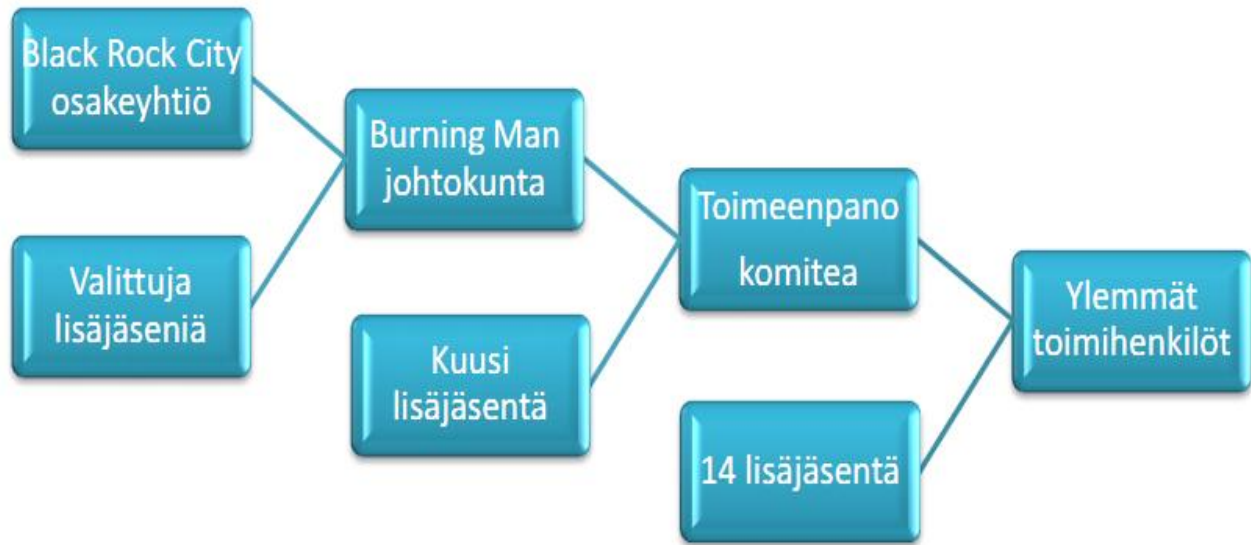 Black Rock City
osakeyhtiö
Valittuja
lisäjäseniä
Burning Man
johtokunta
Kuusi
lisäjäsentä
Toimeenpano
komitea
14 lisäjäsentä
Ylemmät
toimihenkilöt